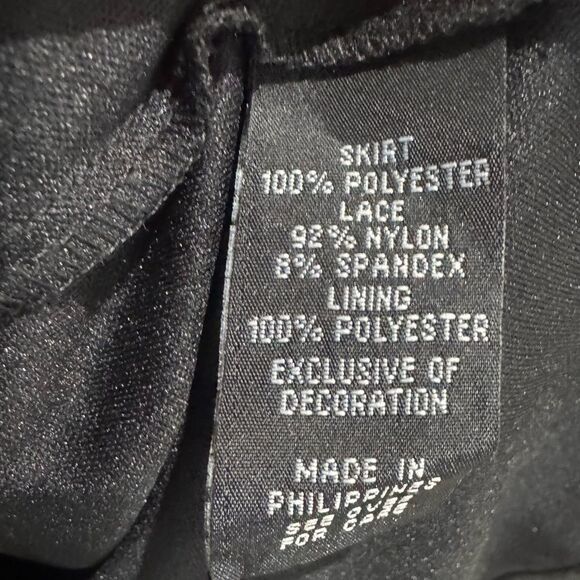 SKIRT
100% POLYESTER
LACE
92% NYLON
8% SPANDEX
LINING
100% POLYESTER
EXCLUSIVE OF
DECORATION
MADE IN
PHILIPPINES
SEE OVER
FOR CARE